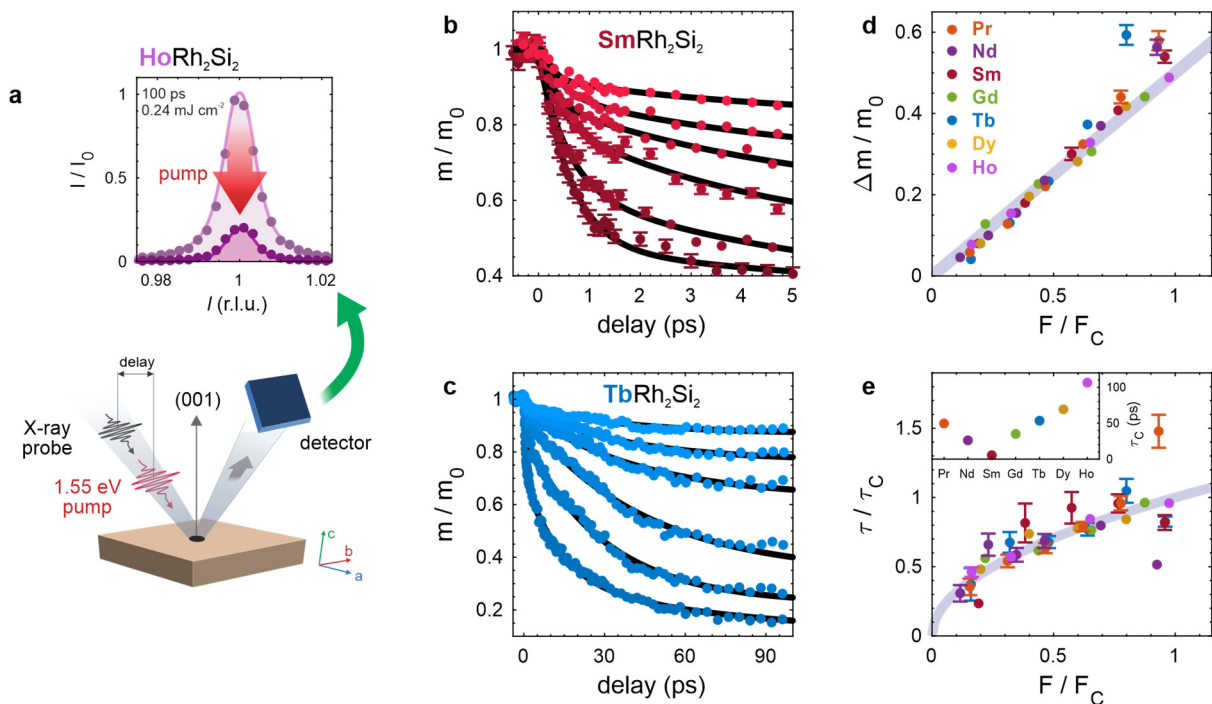 a
HoRh₂Si₂
100 ps
0.24 mJ cm⁻²
pump
I / I₀
1
0.5
0
0.98
1
1.02
l (r.l.u.)
delay
(001)
X-ray
probe
detector
1.55 eV
pump
c
b
a
b
SmRh₂Si₂
m / m₀
1
0.8
0.6
0.4
0
1
2
3
4
5
delay (ps)
c
TbRh₂Si₂
m / m₀
1
0.8
0.6
0.4
0.2
0
30
60
90
delay (ps)
d
Pr
Nd
Sm
Gd
Tb
Dy
Ho
Δm / m₀
0.6
0.4
0.2
0
0
0.5
1
F / F_C
e
τ / τ_C
1.5
1
0.5
0
0
0.5
1
F / F_C
Pr
Nd
Sm
Gd
Tb
Dy
Ho
100
50
0
τ_C (ps)